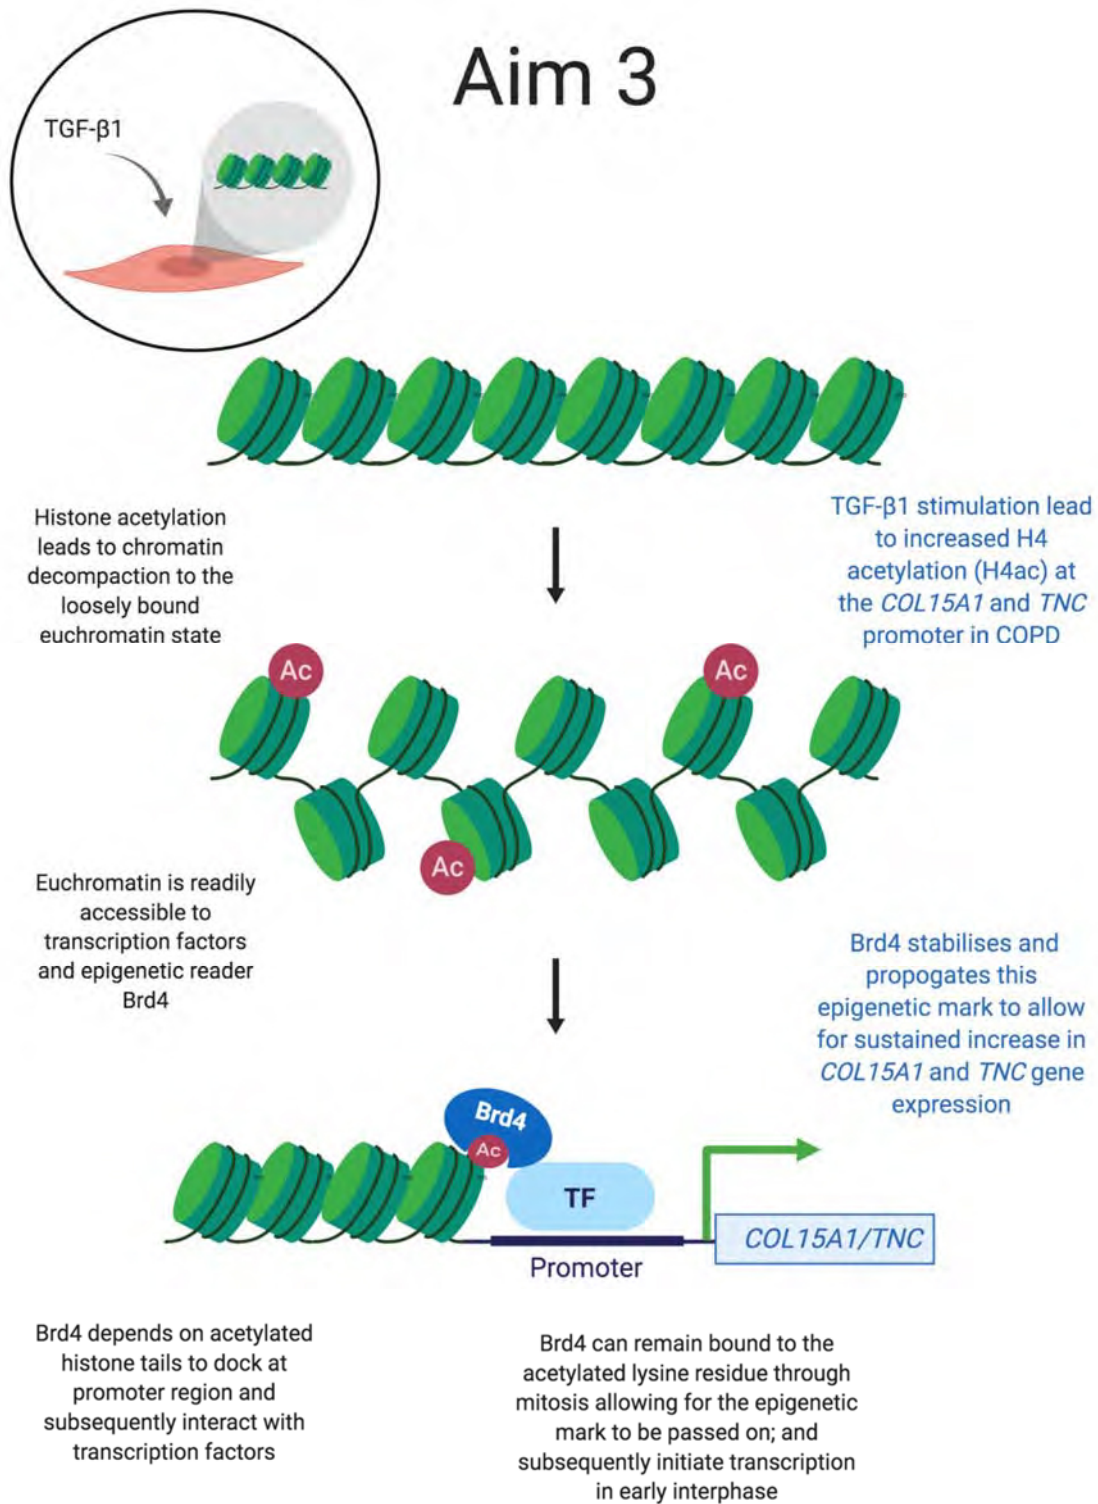 Aim 3
TGF-β1
Histone acetylation
leads to chromatin
decompaction to the
loosely bound
euchromatin state
TGF-β1 stimulation lead
to increased H4
acetylation (H4ac) at
the COL15A1 and TNC
promoter in COPD
Ac
Ac
Ac
Euchromatin is readily
accessible to
transcription factors
and epigenetic reader
Brd4
Brd4 stabilises and
propogates this
epigenetic mark to allow
for sustained increase in
COL15A1 and TNC gene
expression
Brd4
Ac
TF
COL15A1/TNC
Promoter
Brd4 depends on acetylated
histone tails to dock at
promoter region and
subsequently interact with
transcription factors
Brd4 can remain bound to the
acetylated lysine residue through
mitosis allowing for the epigenetic
mark to be passed on; and
subsequently initiate transcription
in early interphase